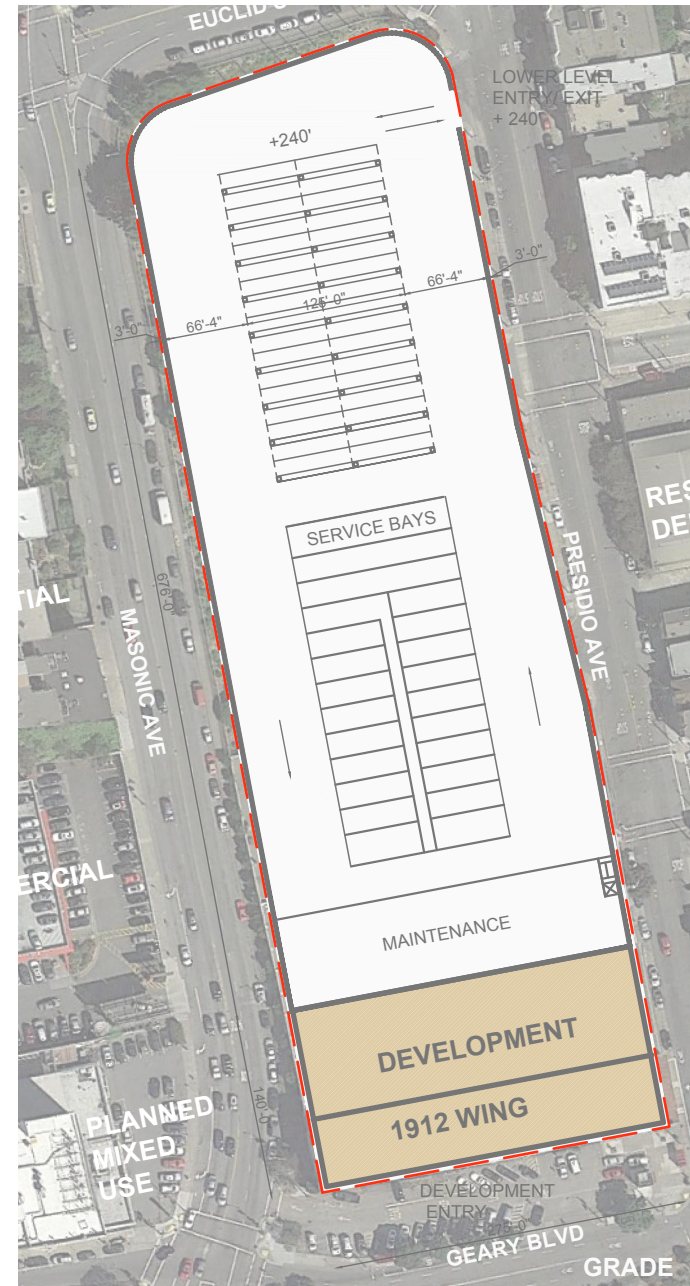 EUCLID
LOWER LEVEL
ENTRY/ EXIT
+ 240'
+240'
3'-0"
66'-4"
125'-0"
66'-4"
3'-0"
SERVICE BAYS
RES
DE
TIAL
676'-0"
MASONIC AVE
PRESIDIO AVE
ERCIAL
MAINTENANCE
DEVELOPMENT
1912 WING
140'-0"
PLANNED
MIXED
USE
DEVELOPMENT
ENTRY
GEARY BLVD
GRADE